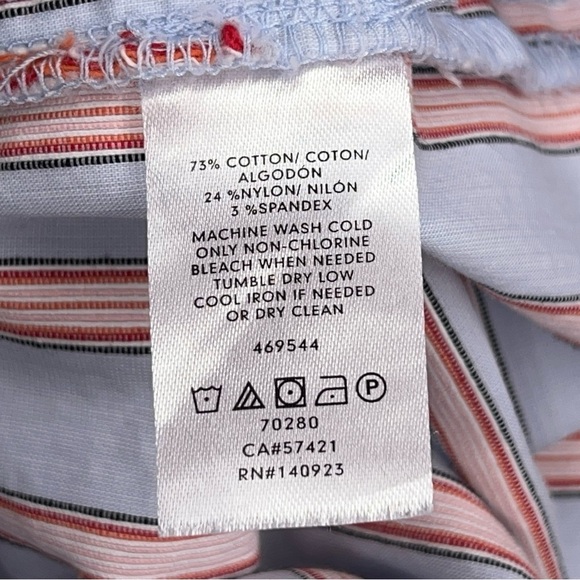 73% COTTON/ COTON/
ALGODÓN
24 %NYLON/ NILÓN
3 %SPANDEX
MACHINE WASH COLD
ONLY NON-CHLORINE
BLEACH WHEN NEEDED
TUMBLE DRY LOW
COOL IRON IF NEEDED
OR DRY CLEAN
469544
P
70280
CA#57421
RN#140923